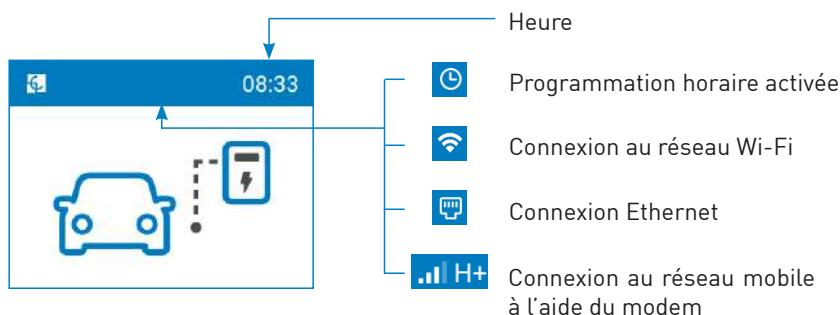 Heure
08:33
Programmation horaire activée
Connexion au réseau Wi-Fi
Connexion Ethernet
H+
Connexion au réseau mobile
à l’aide du modem